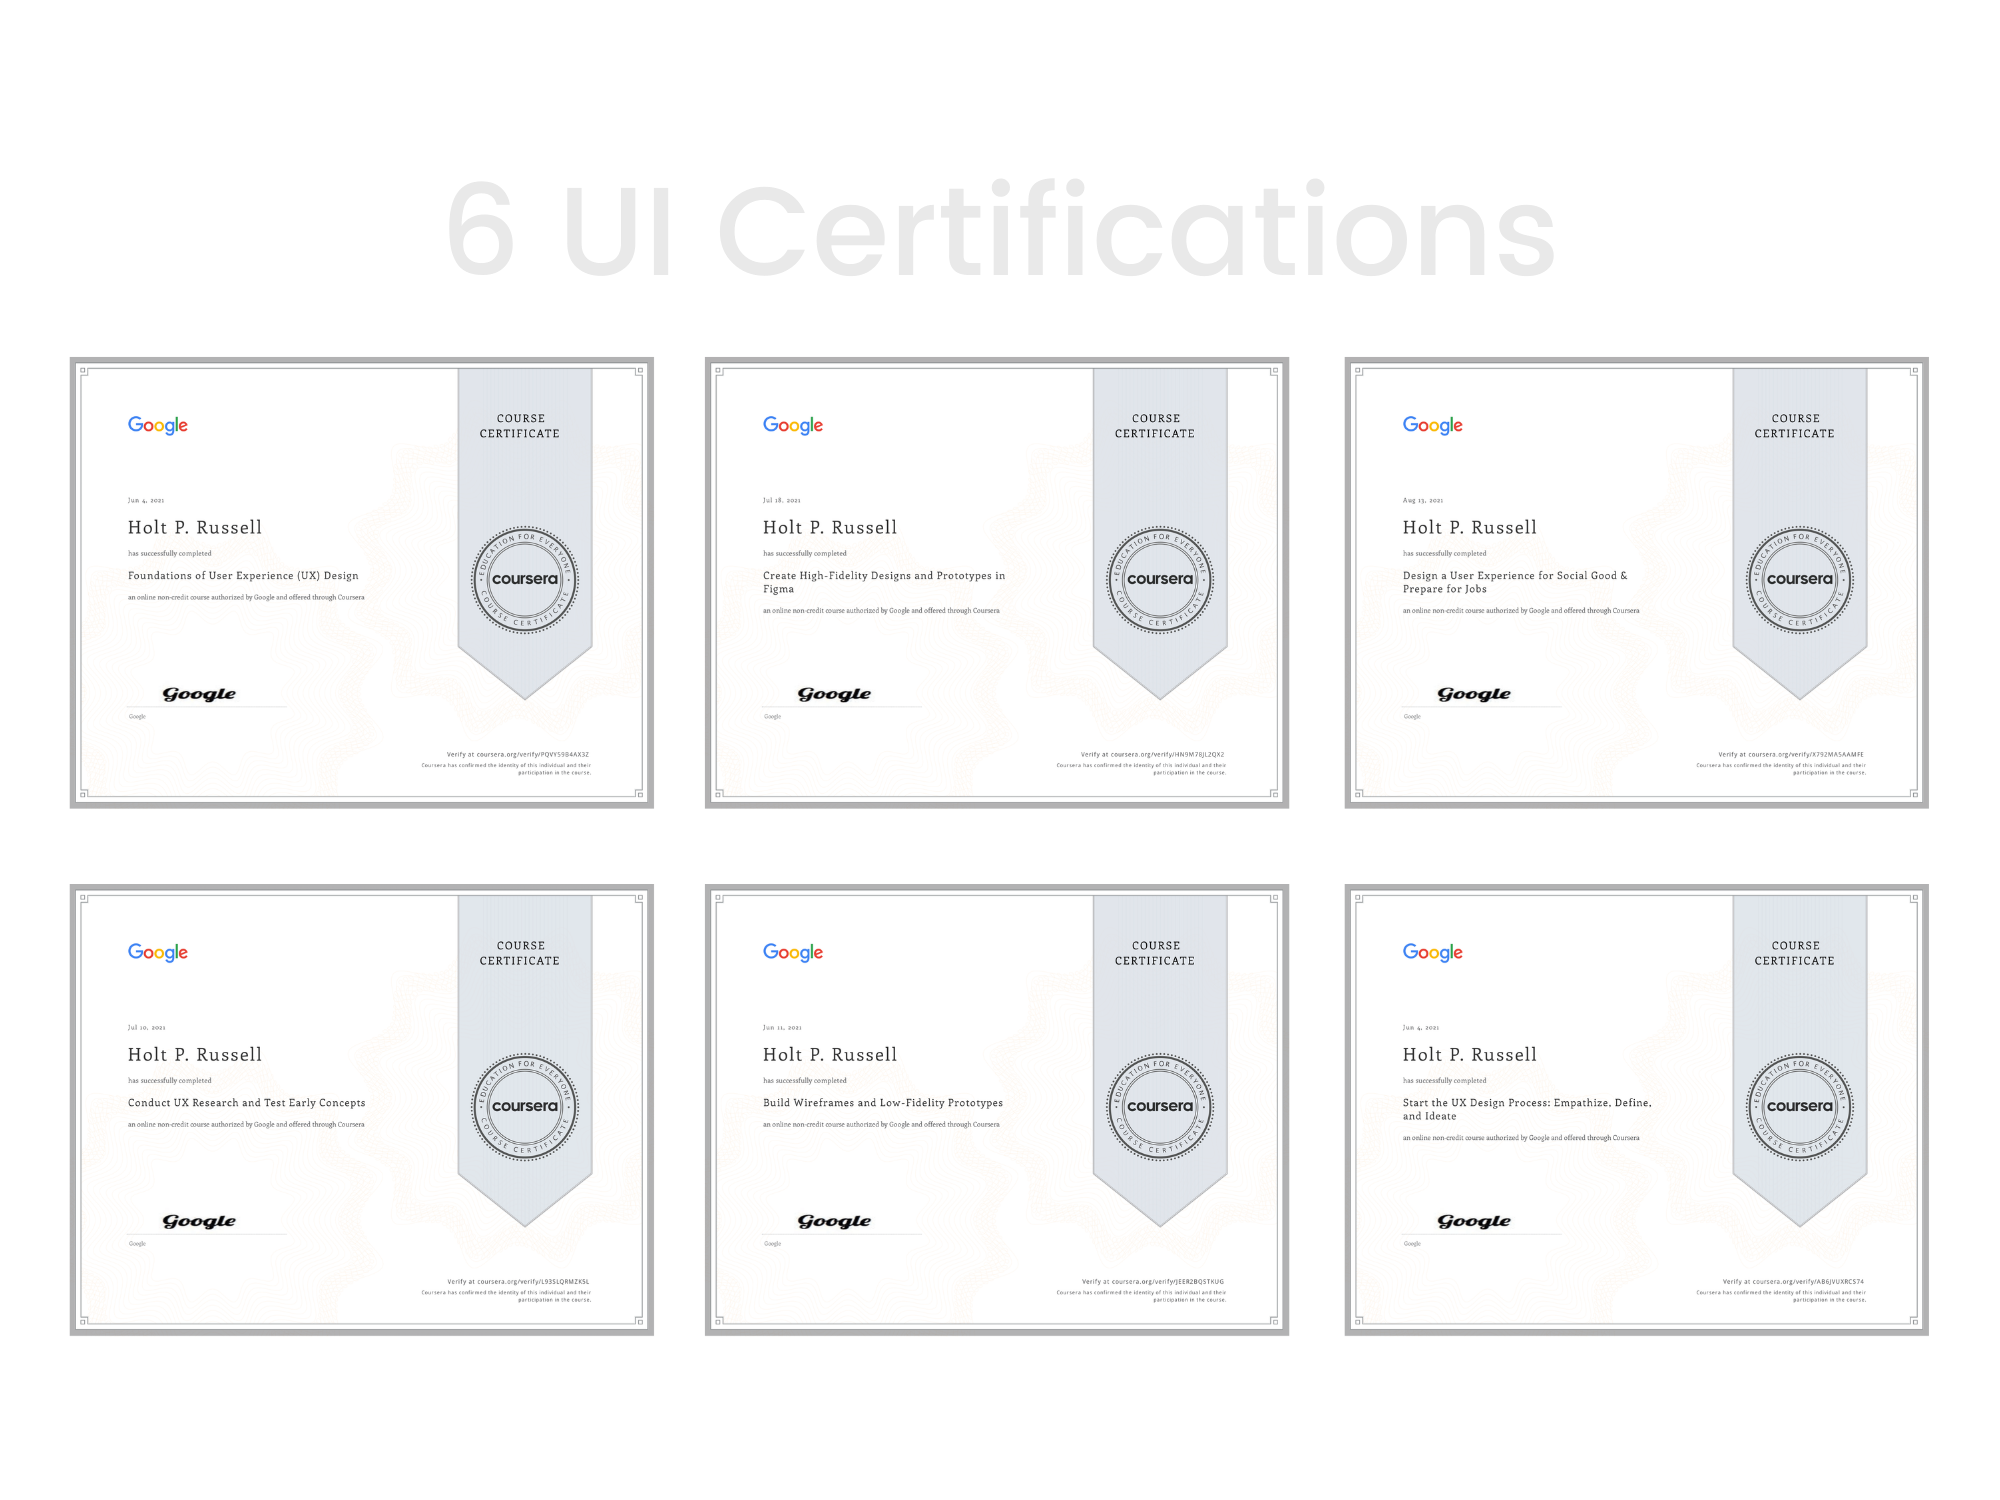 6 UI Certifications
Google
COURSE
CERTIFICATE
Jun 4, 2021
Holt P. Russell
has successfully completed
Foundations of User Experience (UX) Design
an online non-credit course authorized by Google and offered through Coursera
EDUCATION FOR EVERYONE
coursera
COURSE CERTIFICATE
Google
Google
Verify at coursera.org/verify/PQVY59B4AX3Z
Coursera has confirmed the identity of this individual and their
participation in the course.
Google
COURSE
CERTIFICATE
Jul 18, 2021
Holt P. Russell
has successfully completed
Create High-Fidelity Designs and Prototypes in
Figma
an online non-credit course authorized by Google and offered through Coursera
EDUCATION FOR EVERYONE
coursera
COURSE CERTIFICATE
Google
Google
Verify at coursera.org/verify/HN9M78JL2QX2
Coursera has confirmed the identity of this individual and their
participation in the course.
Google
COURSE
CERTIFICATE
Aug 13, 2021
Holt P. Russell
has successfully completed
Design a User Experience for Social Good &
Prepare for Jobs
an online non-credit course authorized by Google and offered through Coursera
EDUCATION FOR EVERYONE
coursera
COURSE CERTIFICATE
Google
Google
Verify at coursera.org/verify/X792MA5AAMFE
Coursera has confirmed the identity of this individual and their
participation in the course.
Google
COURSE
CERTIFICATE
Jul 10, 2021
Holt P. Russell
has successfully completed
Conduct UX Research and Test Early Concepts
an online non-credit course authorized by Google and offered through Coursera
EDUCATION FOR EVERYONE
coursera
COURSE CERTIFICATE
Google
Google
Verify at coursera.org/verify/L935LQRMZK5L
Coursera has confirmed the identity of this individual and their
participation in the course.
Google
COURSE
CERTIFICATE
Jun 11, 2021
Holt P. Russell
has successfully completed
Build Wireframes and Low-Fidelity Prototypes
an online non-credit course authorized by Google and offered through Coursera
EDUCATION FOR EVERYONE
coursera
COURSE CERTIFICATE
Google
Google
Verify at coursera.org/verify/JEER2BQSTKUG
Coursera has confirmed the identity of this individual and their
participation in the course.
Google
COURSE
CERTIFICATE
Jun 4, 2021
Holt P. Russell
has successfully completed
Start the UX Design Process: Empathize, Define,
and Ideate
an online non-credit course authorized by Google and offered through Coursera
EDUCATION FOR EVERYONE
coursera
COURSE CERTIFICATE
Google
Google
Verify at coursera.org/verify/AB6JVUXRCS74
Coursera has confirmed the identity of this individual and their
participation in the course.